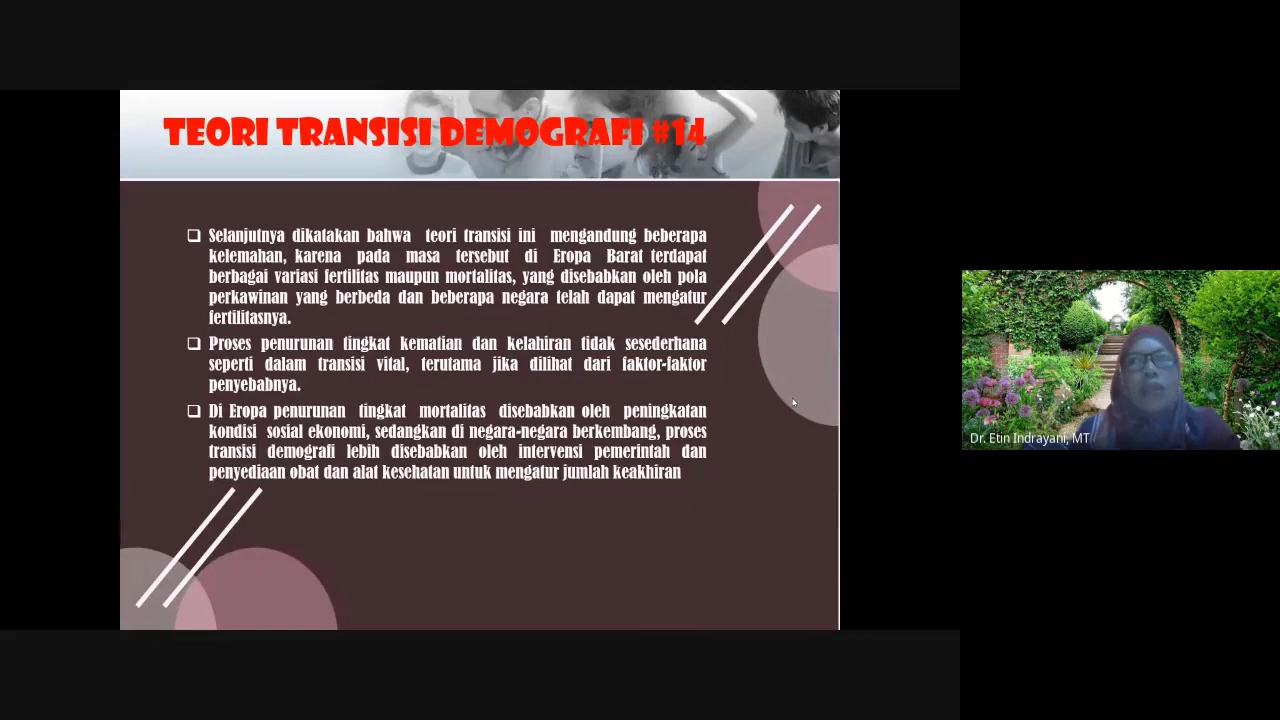 TEORI TRANSISI DEMOGRAFI #14
Selanjutnya dikatakan bahwa teori transisi ini mengandung beberapa
kelemahan, karena pada masa tersebut di Eropa Barat terdapat
berbagai variasi fertilitas maupun mortalitas, yang disebabkan oleh pola
perkawinan yang berbeda dan beberapa negara telah dapat mengatur
fertilitasnya.
Proses penurunan tingkat kematian dan kelahiran tidak sesederhana
seperti dalam transisi vital, terutama jika dilihat dari faktor-faktor
penyebabnya.
Di Eropa penurunan tingkat mortalitas disebabkan oleh peningkatan
kondisi sosial ekonomi, sedangkan di negara-negara berkembang, proses
transisi demografi lebih disebabkan oleh intervensi pemerintah dan
penyediaan obat dan alat kesehatan untuk mengatur jumlah keakhiran
Dr. Etin Indrayani, MT